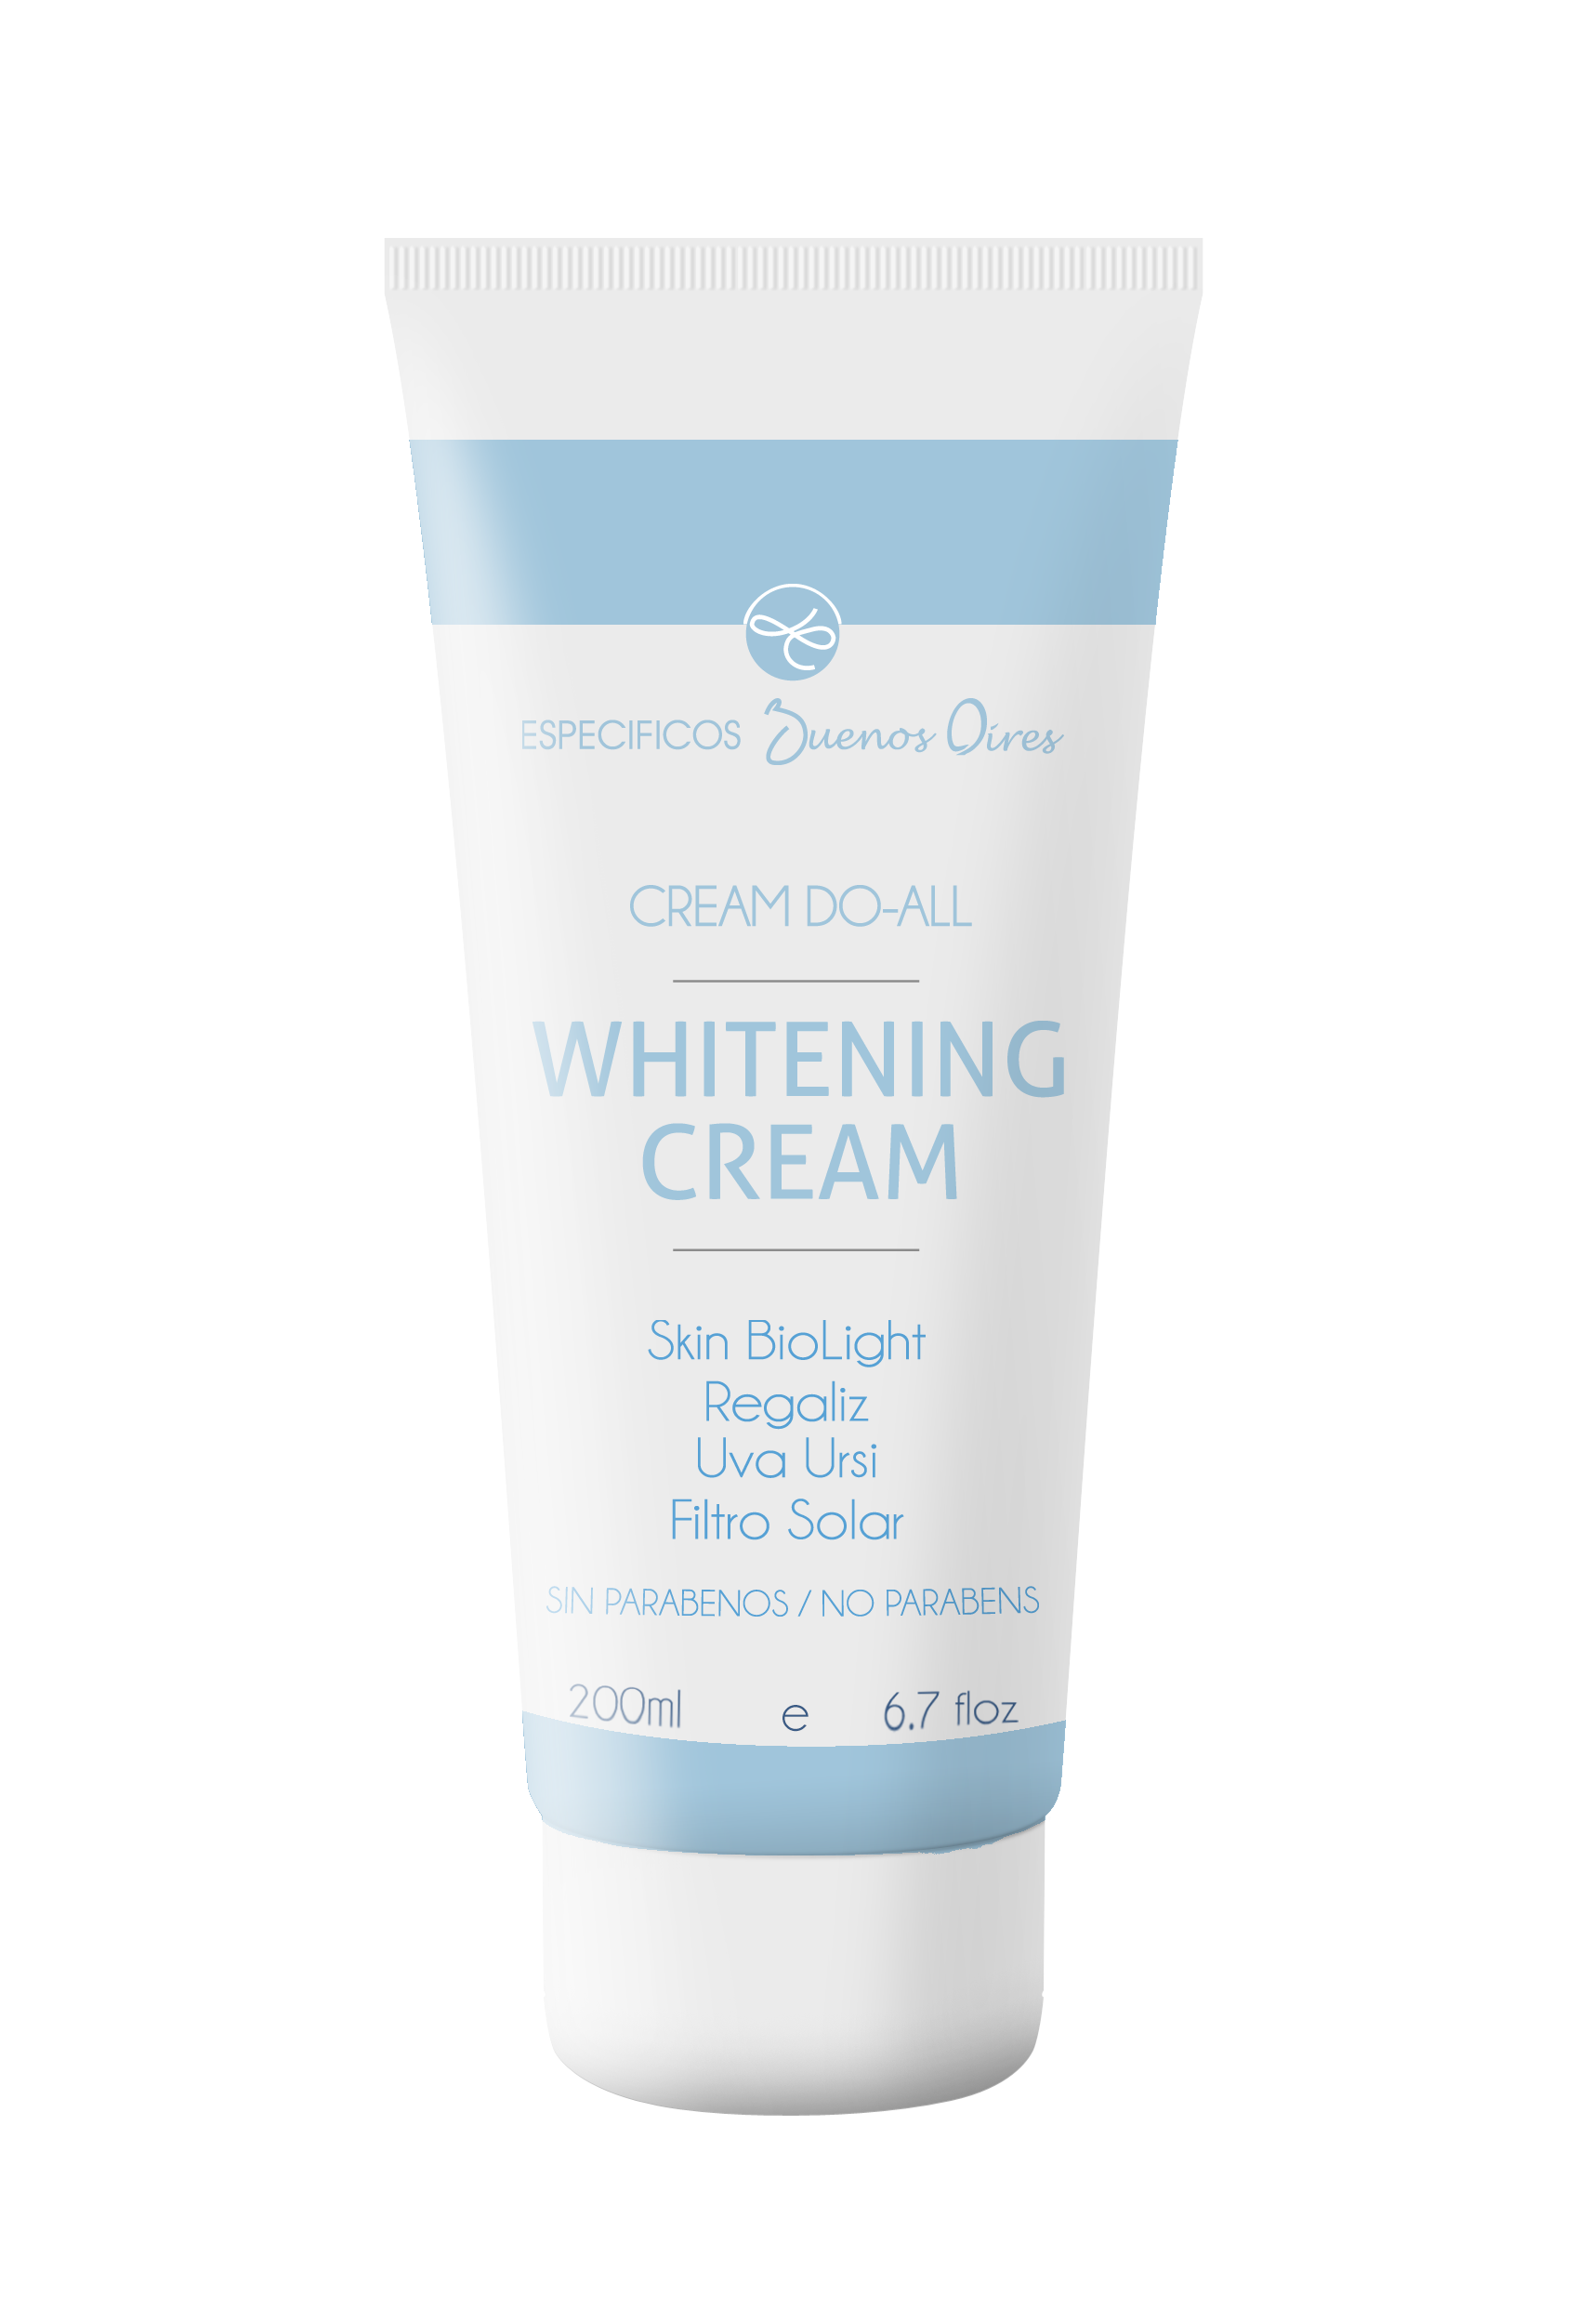 ESPECIFICOS Buenos Aires
CREAM DO-ALL
WHITENING
CREAM
Skin BioLight
Regaliz
Uva Ursi
Filtro Solar
SIN PARABENOS / NO PARABENS
200ml e 6.7 floz